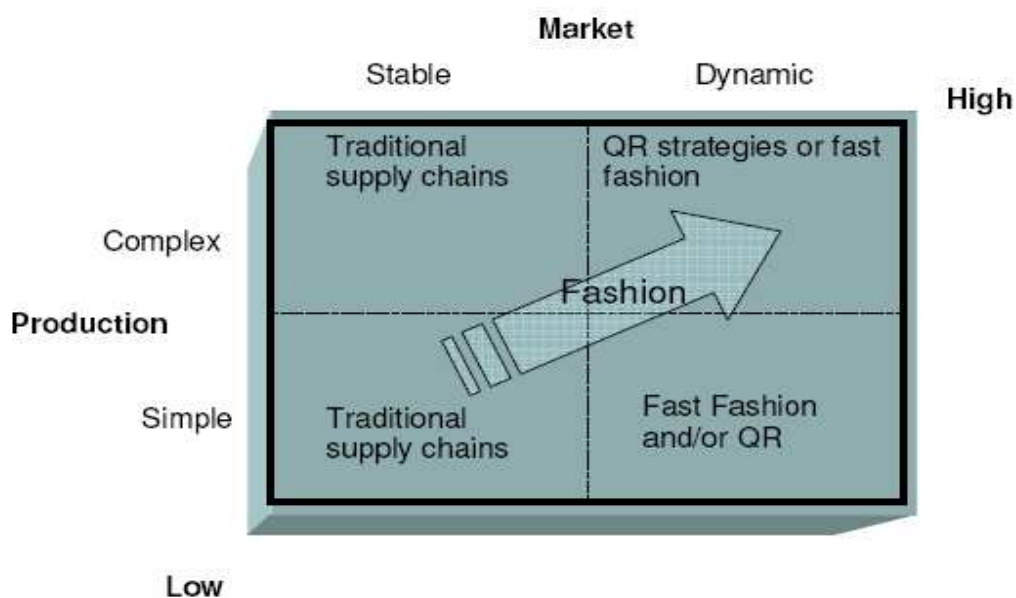 Market
Stable
Dynamic
High
Traditional
supply chains
QR strategies or fast
fashion
Complex
Fashion
Production
Simple
Traditional
supply chains
Fast Fashion
and/or QR
Low